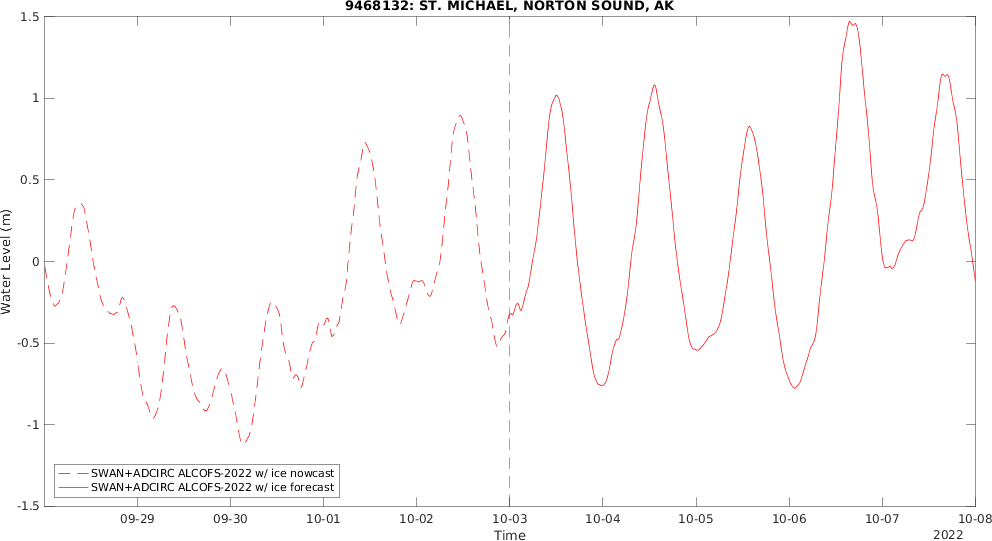 9468132: ST. MICHAEL, NORTON SOUND, AK
1.5
1
0.5
0
-0.5
-1
-1.5
Water Level (m)
SWAN+ADCIRC ALCOFS-2022 w/ ice nowcast
SWAN+ADCIRC ALCOFS-2022 w/ ice forecast
09-29 09-30 10-01 10-02 10-03 10-04 10-05 10-06 10-07 10-08
Time
2022